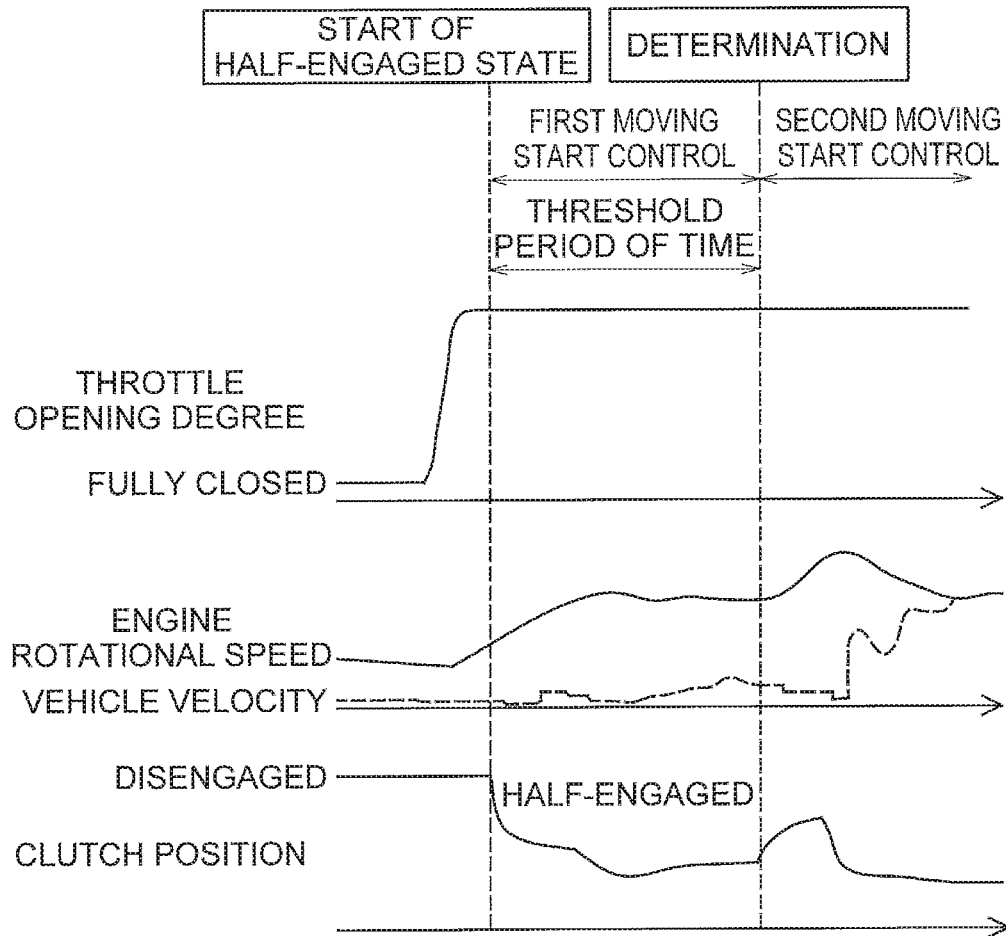 START OF
HALF-ENGAGED STATE
DETERMINATION
FIRST MOVING
START CONTROL
SECOND MOVING
START CONTROL
THRESHOLD
PERIOD OF TIME
THROTTLE
OPENING DEGREE
FULLY CLOSED
ENGINE
ROTATIONAL SPEED
VEHICLE VELOCITY
DISENGAGED
HALF-ENGAGED
CLUTCH POSITION